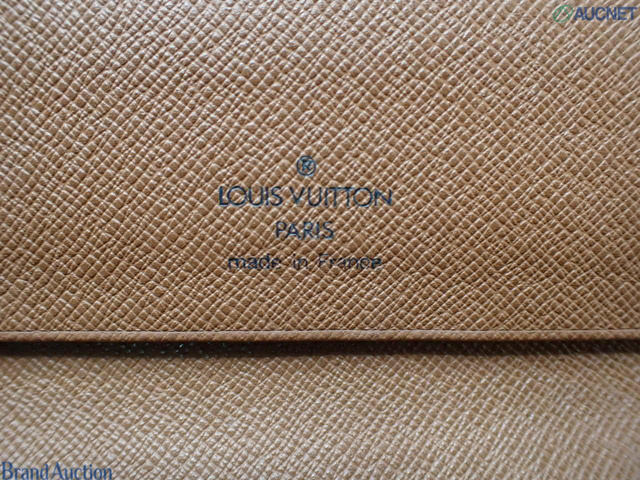 AUCNET
®
LOUIS VUITTON
PARIS
made in France
Brand Auction